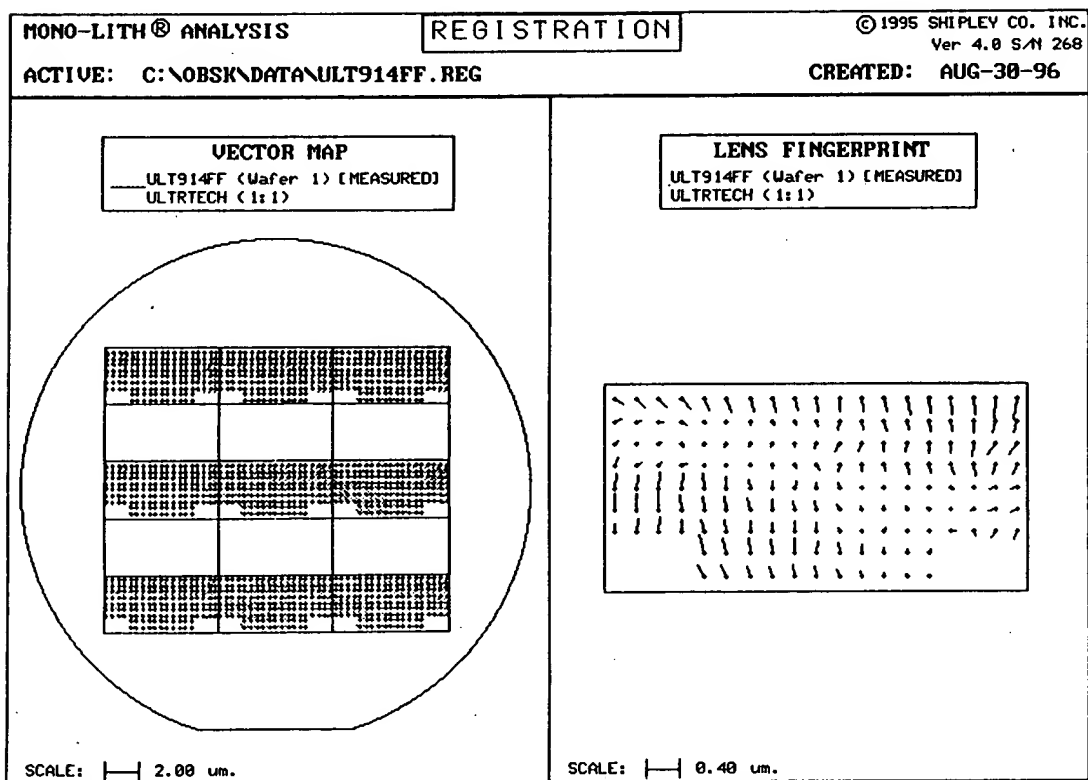 MONO-LITH® ANALYSIS
REGISTRATION
© 1995 SHIPLEY CO. INC.
Ver 4.0 S/N 268
ACTIVE: C:\OBSK\DATA\ULT914FF.REG
CREATED: AUG-30-96
VECTOR MAP
ULT914FF (Wafer 1) [MEASURED]
ULTRTECH (1:1)
LENS FINGERPRINT
ULT914FF (Wafer 1) [MEASURED]
ULTRTECH (1:1)
SCALE: 2.00 um.
SCALE: 0.40 um.